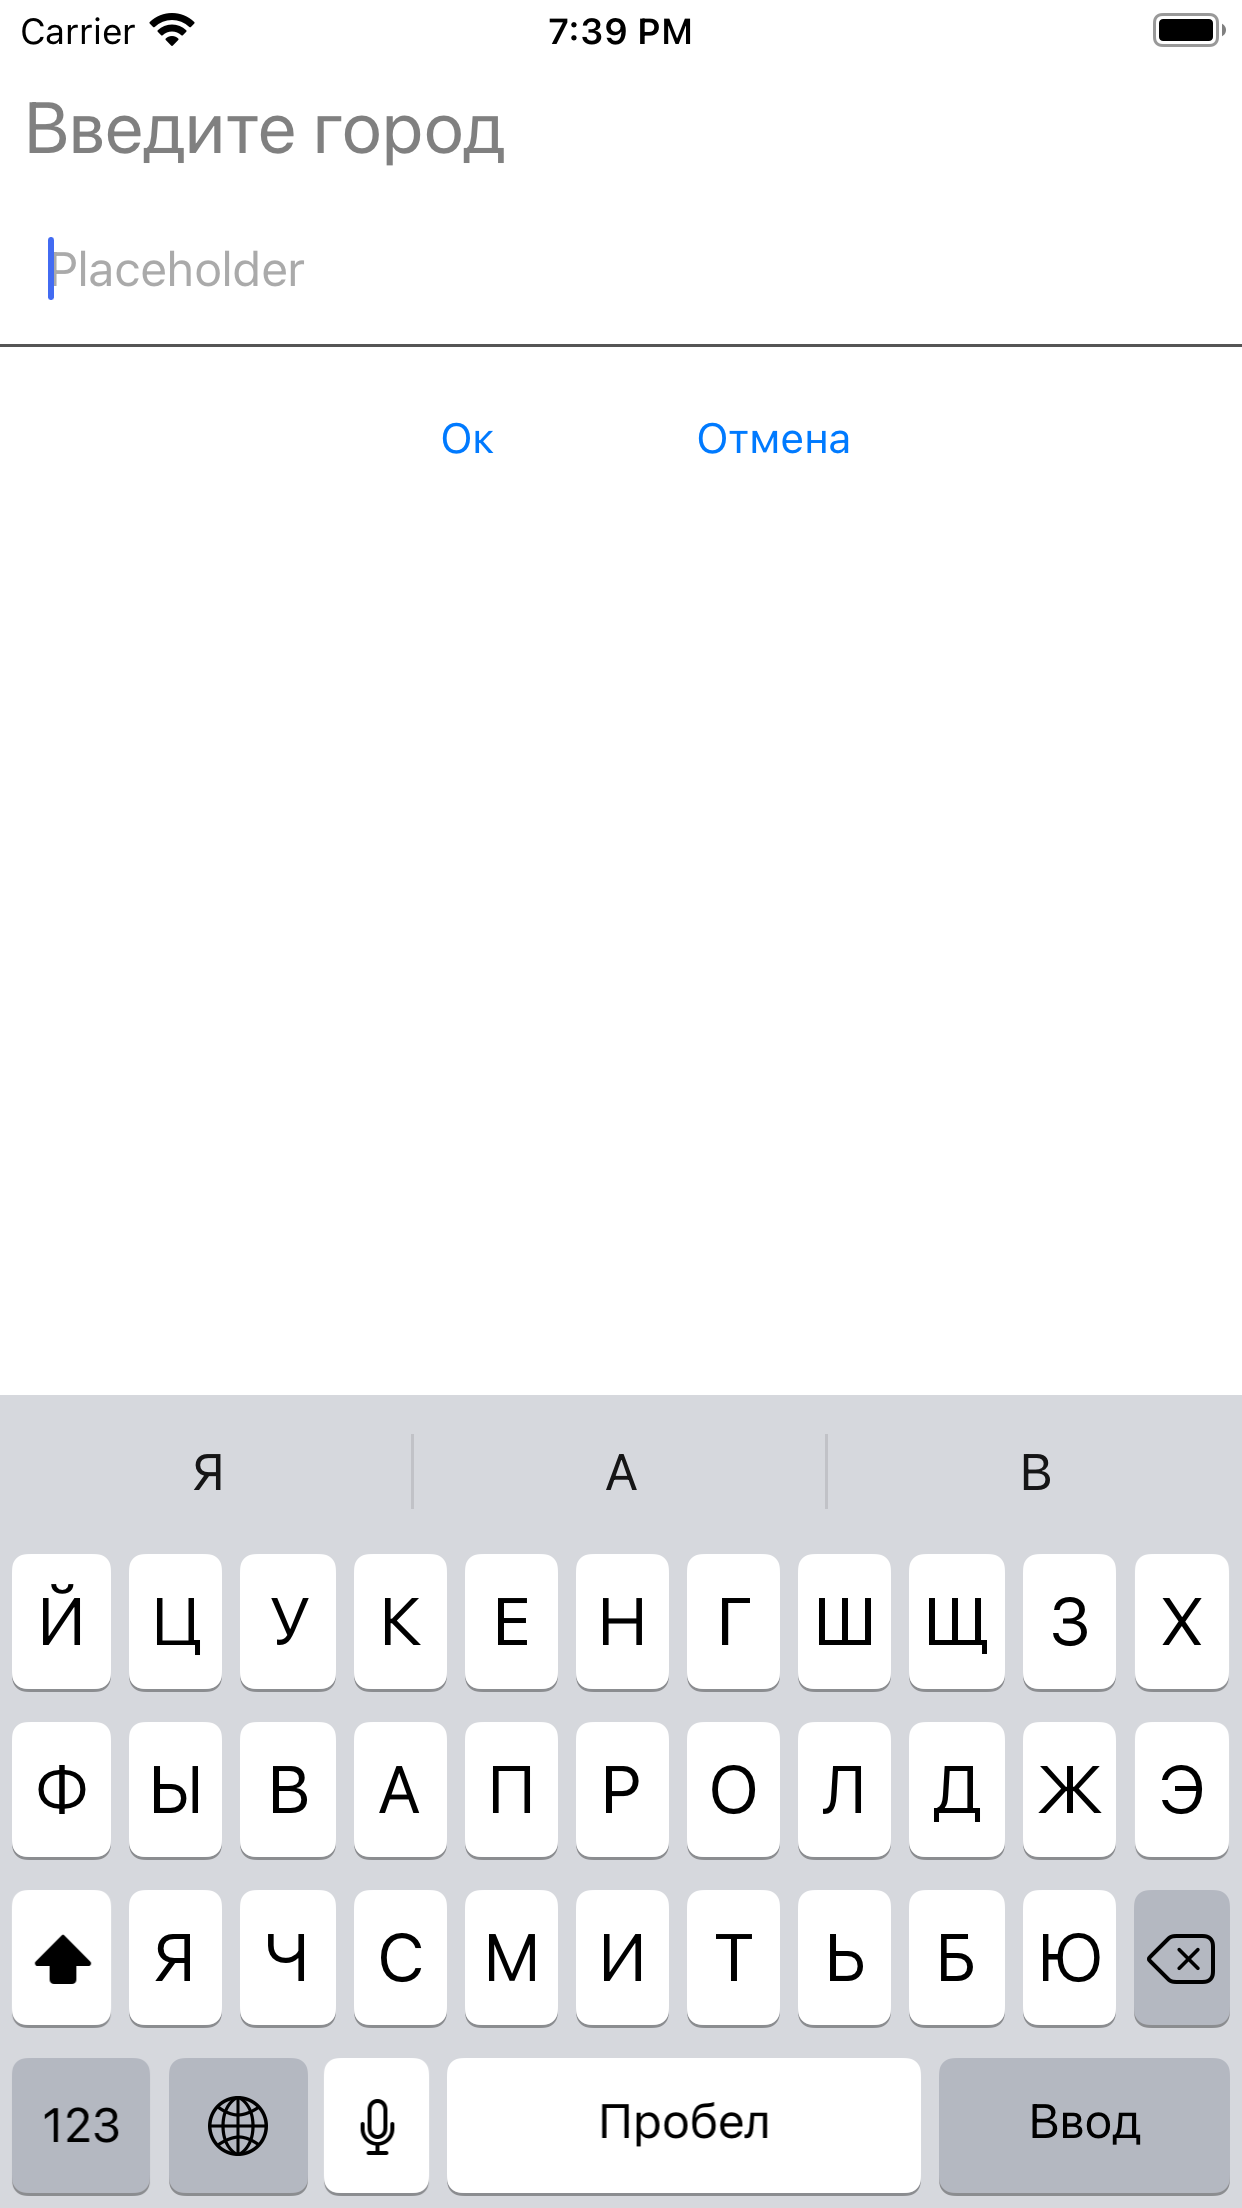 Carrier 7:39 PM
Введите город
Placeholder
Ок Отмена
Я А В
Й Ц У К Е Н Г Ш Щ З Х
Ф Ы В А П Р О Л Д Ж Э
Я Ч С М И Т Ь Б Ю
123 Пробел Ввод